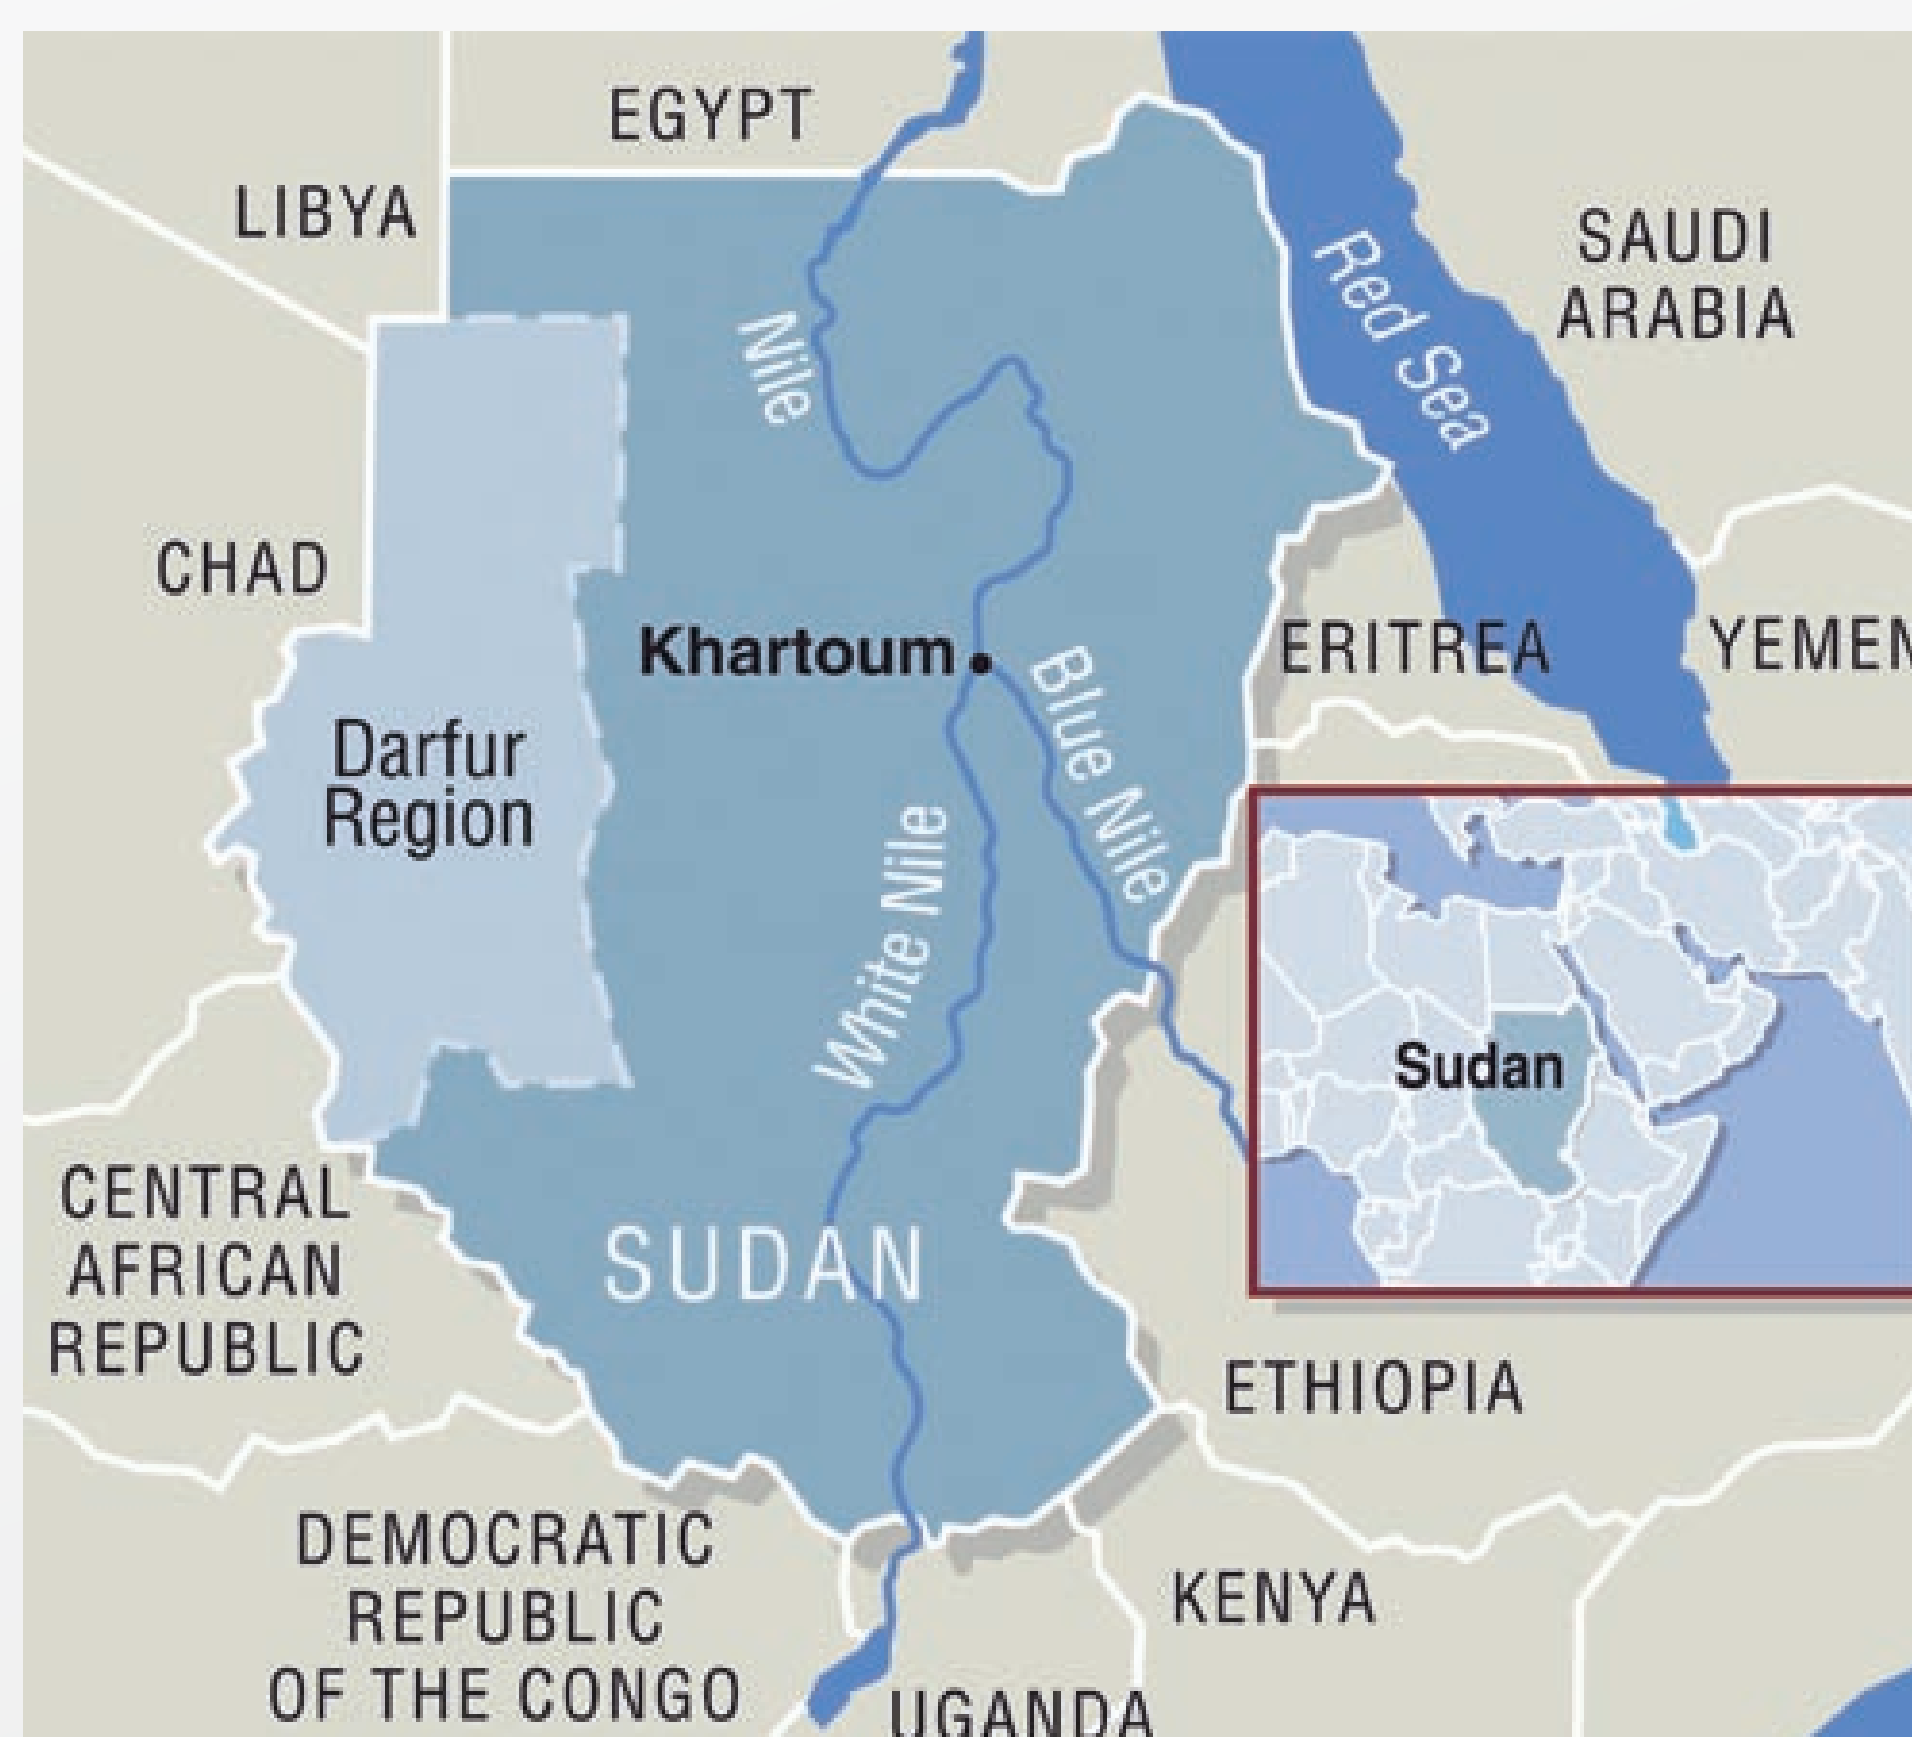 EGYPT
LIBYA
SAUDI
ARABIA
Red Sea
Nile
CHAD
Khartoum
ERITREA
YEMEN
Blue Nile
Darfur
Region
White Nile
Sudan
CENTRAL
AFRICAN
REPUBLIC
SUDAN
ETHIOPIA
DEMOCRATIC
REPUBLIC
OF THE CONGO
KENYA
UGANDA